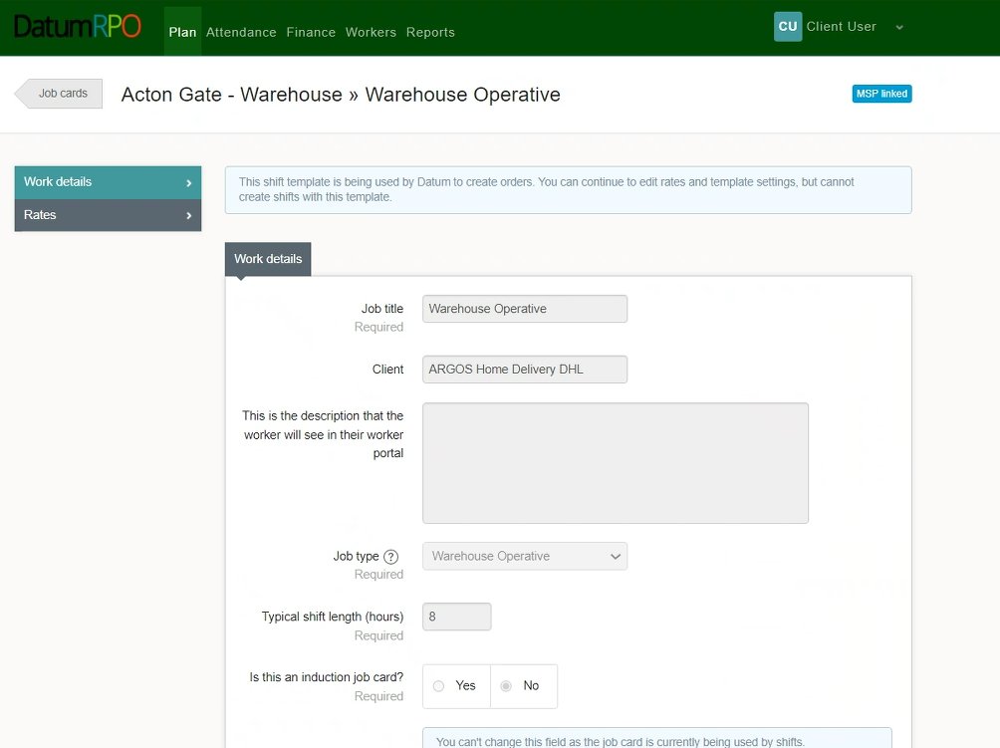 DatumRPO
Plan Attendance Finance Workers Reports
CU Client User
Job cards
Acton Gate - Warehouse » Warehouse Operative
MSP linked
Work details
Rates
This shift template is being used by Datum to create orders. You can continue to edit rates and template settings, but cannot
create shifts with this template.
Work details
Job title
Required
Warehouse Operative
Client
ARGOS Home Delivery DHL
This is the description that the
worker will see in their worker
portal
Job type ?
Required
Warehouse Operative
Typical shift length (hours)
Required
8
Is this an induction job card?
Required
Yes No
You can't change this field as the job card is currently being used by shifts.